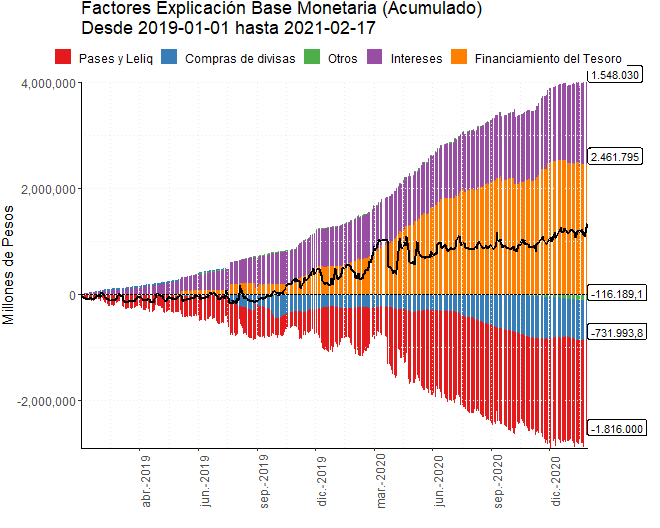 Factores Explicación Base Monetaria (Acumulado)
Desde 2019-01-01 hasta 2021-02-17
Pases y Leliq Compras de divisas Otros Intereses Financiamiento del Tesoro
Millones de Pesos
4,000,000
2,000,000
0
-2,000,000
1.548.030
2.461.795
-116.189,1
-731.993,8
-1.816.000
abr.-2019
jun.-2019
sep.-2019
dic.-2019
mar.-2020
jun.-2020
sep.-2020
dic.-2020